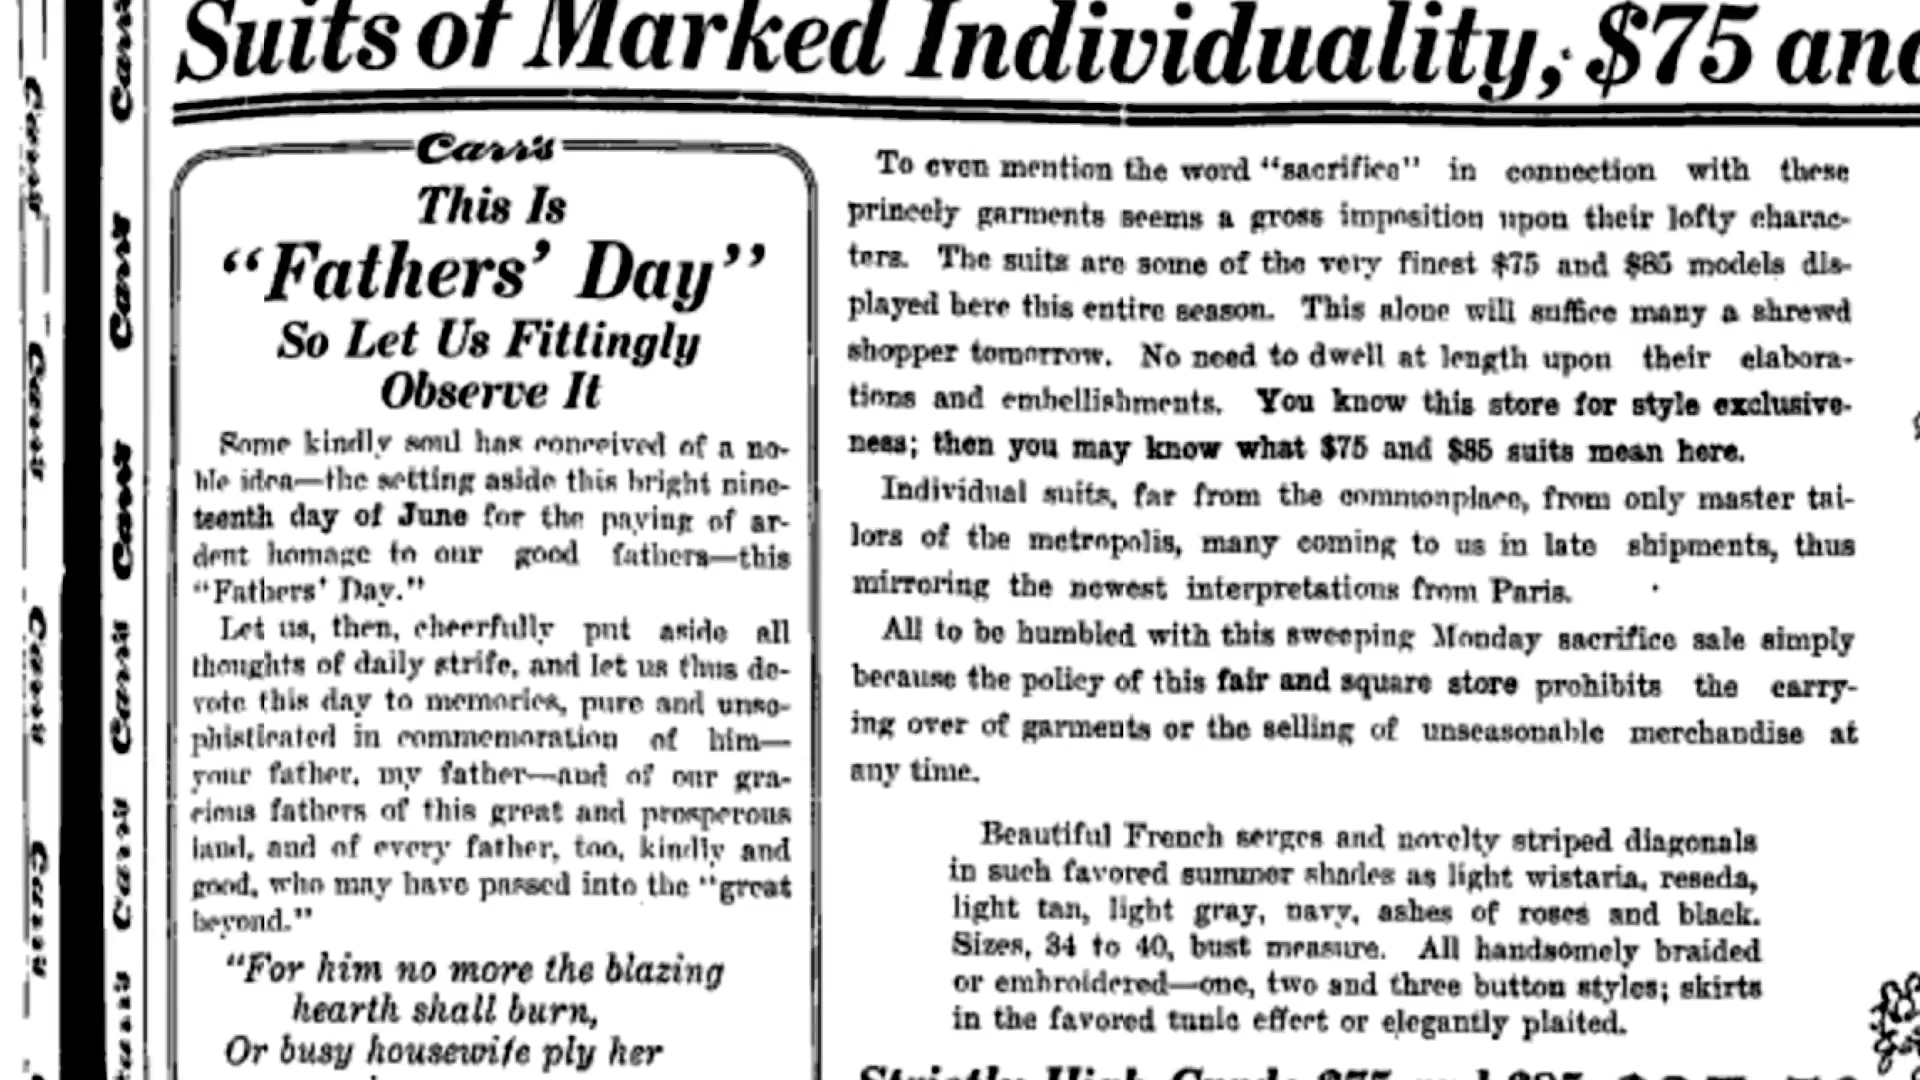 Suits of Marked Individuality, $75 and
Carr's
This Is
"Fathers' Day"
So Let Us Fittingly
Observe It
Some kindly soul has conceived of a no-
ble idea—the setting aside this bright nine-
teenth day of June for the paying of ar-
dent homage to our good fathers—this
"Fathers' Day."
Let us, then, cheerfully put aside all
thoughts of daily strife, and let us thus de-
vote this day to memories, pure and unso-
phisticated in commemoration of him—
your father, my father—and of our gra-
cious fathers of this great and prosperous
land, and of every father, too, kindly and
good, who may have passed into the "great
beyond."
"For him no more the blazing
hearth shall burn,
Or busy housewife ply her
To even mention the word "sacrifice" in connection with these
princely garments seems a gross imposition upon their lofty charac-
ters. The suits are some of the very finest $75 and $85 models dis-
played here this entire season. This alone will suffice many a shrewd
shopper tomorrow. No need to dwell at length upon their elabora-
tions and embellishments. You know this store for style exclusive-
ness; then you may know what $75 and $85 suits mean here.
Individual suits, far from the commonplace, from only master tai-
lors of the metropolis, many coming to us in late shipments, thus
mirroring the newest interpretations from Paris.
All to be humbled with this sweeping Monday sacrifice sale simply
because the policy of this fair and square store prohibits the carry-
ing over of garments or the selling of unseasonable merchandise at
any time.
Beautiful French serges and novelty striped diagonals
in such favored summer shades as light wistaria, reseda,
light tan, light gray, navy, ashes of roses and black.
Sizes, 34 to 40, bust measure. All handsomely braided
or embroidered—one, two and three button styles; skirts
in the favored tunic effect or elegantly plaited.